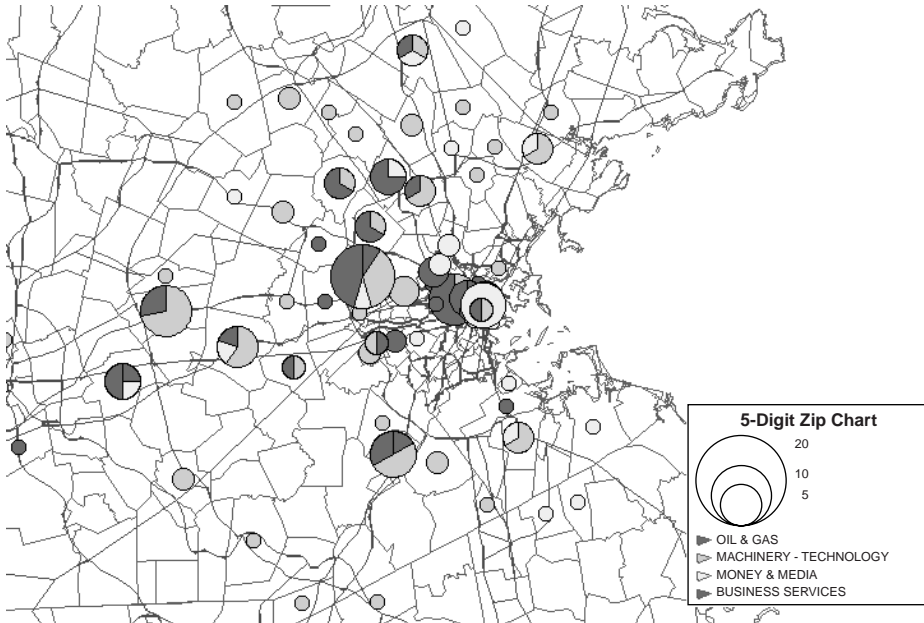 5-Digit Zip Chart
20
10
5
OIL & GAS
MACHINERY - TECHNOLOGY
MONEY & MEDIA
BUSINESS SERVICES